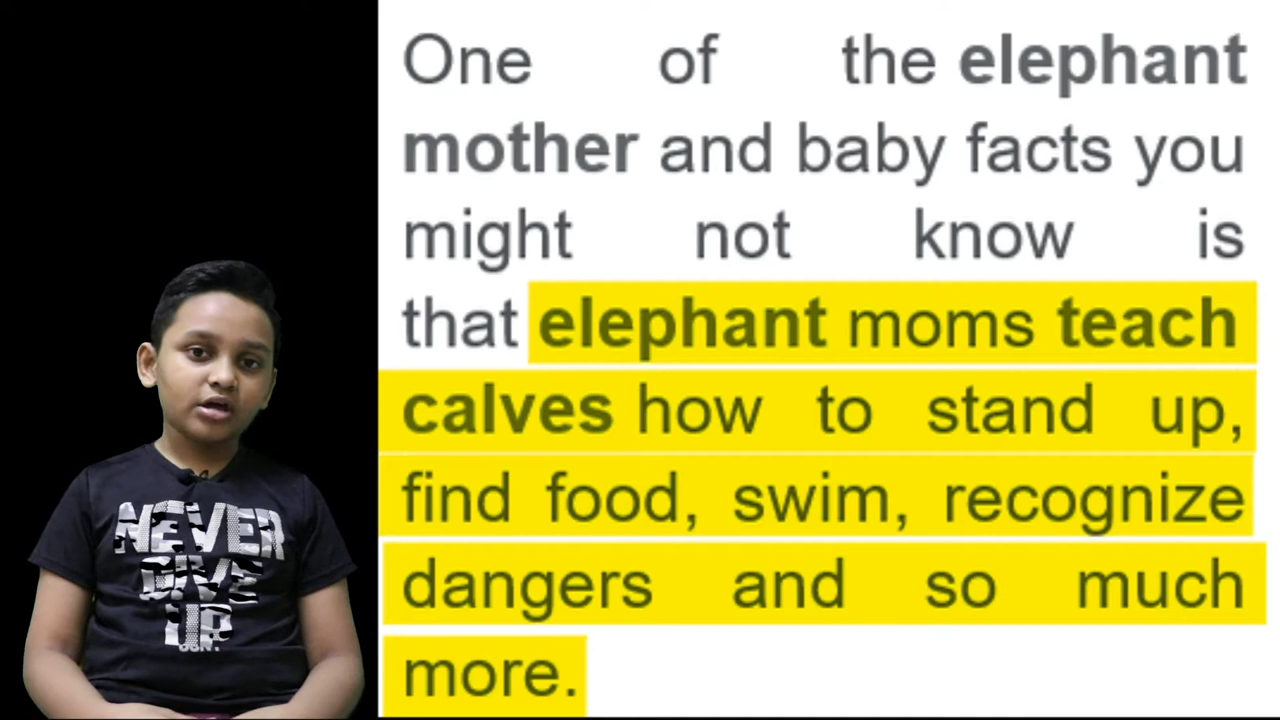 One of the elephant
mother and baby facts you
might not know is
that elephant moms teach
calves how to stand up,
find food, swim, recognize
dangers and so much
more.
NEVER
GIVE
UP